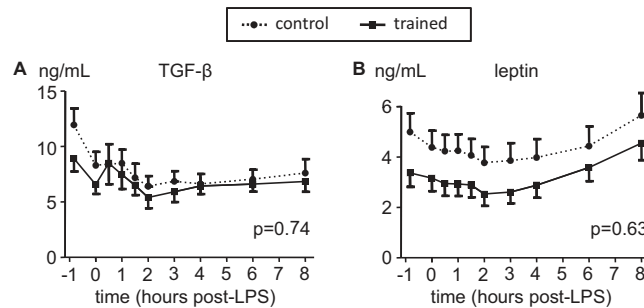 control trained
A ng/mL TGF-β
15
10
5
0
-1 0 1 2 3 4 5 6 7 8
time (hours post-LPS)
p=0.74
B ng/mL leptin
6
4
2
0
-1 0 1 2 3 4 5 6 7 8
time (hours post-LPS)
p=0.63